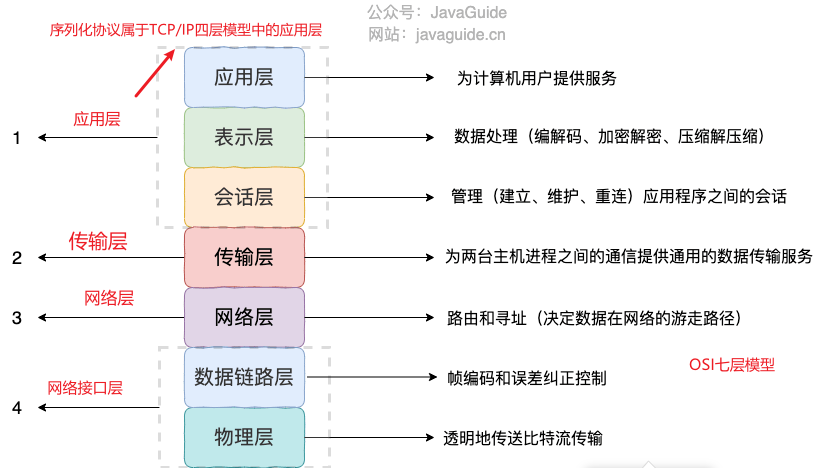 公众号：JavaGuide
网站：javaguide.cn
序列化协议属于TCP/IP四层模型中的应用层
应用层
为计算机用户提供服务
1
应用层
表示层
数据处理（编解码、加密解密、压缩解压缩）
会话层
管理（建立、维护、重连）应用程序之间的会话
2
传输层
传输层
为两台主机进程之间的通信提供通用的数据传输服务
3
网络层
网络层
路由和寻址（决定数据在网络的游走路径）
OSI七层模型
数据链路层
帧编码和误差纠正控制
4
网络接口层
物理层
透明地传送比特流传输